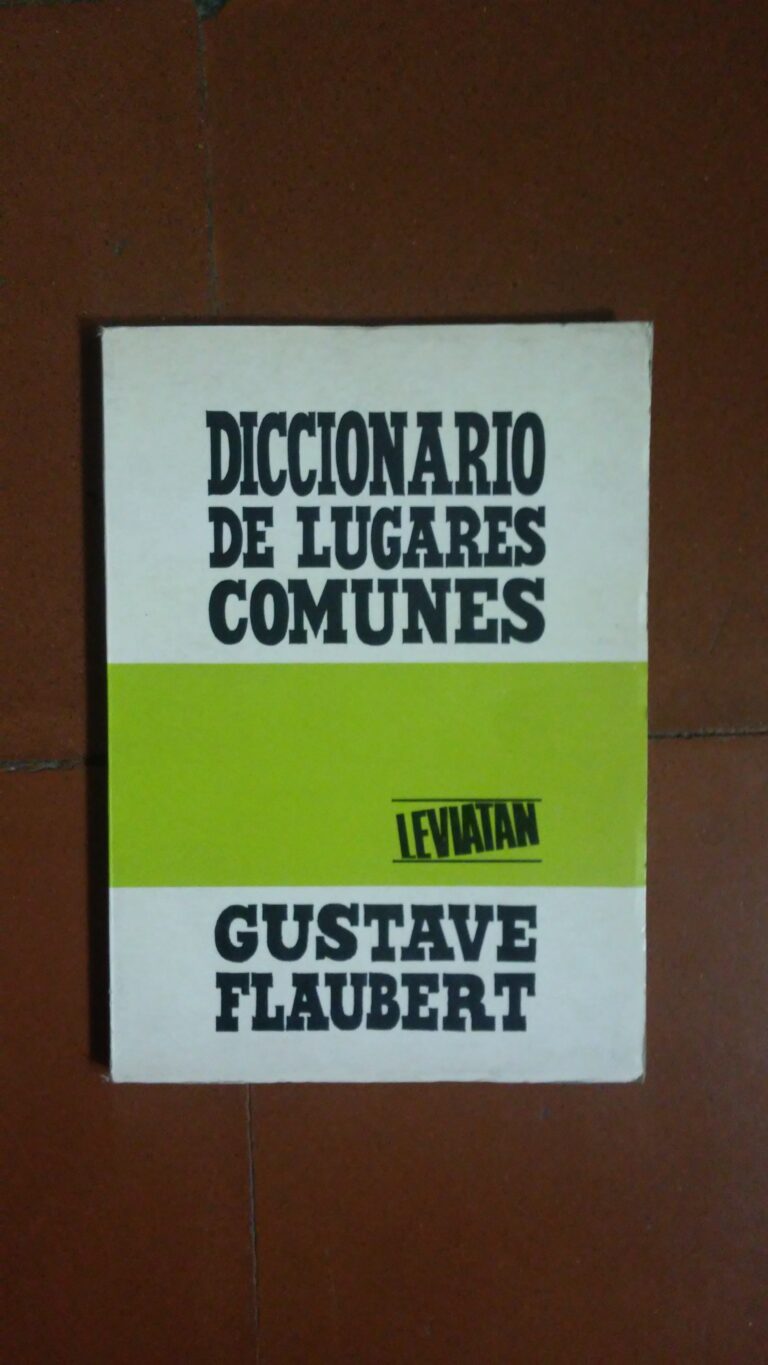 DICCIONARIO
DE LUGARES
COMUNES
LEVIATAN
GUSTAVE
FLAUBERT